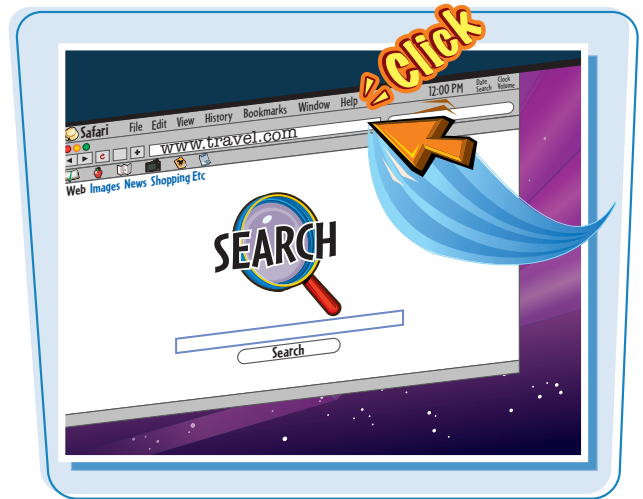 Click
Safari File Edit View History Bookmarks Window Help 12:00 PM Date Search Clock Volume
www.travel.com
Web Images News Shopping Etc
SEARCH
Search